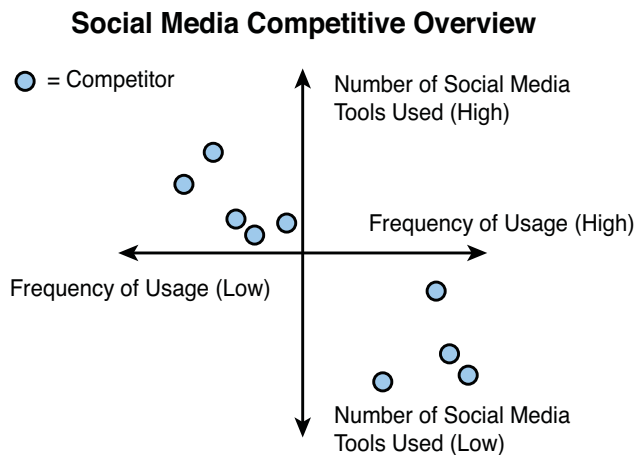 Social Media Competitive Overview
= Competitor
Number of Social Media
Tools Used (High)
Frequency of Usage (High)
Frequency of Usage (Low)
Number of Social Media
Tools Used (Low)